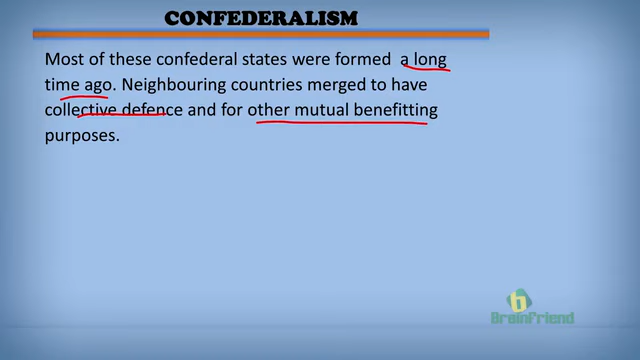 CONFEDERALISM
Most of these confederal states were formed a long
time ago. Neighbouring countries merged to have
collective defence and for other mutual benefitting
purposes.
b
BrainFriend